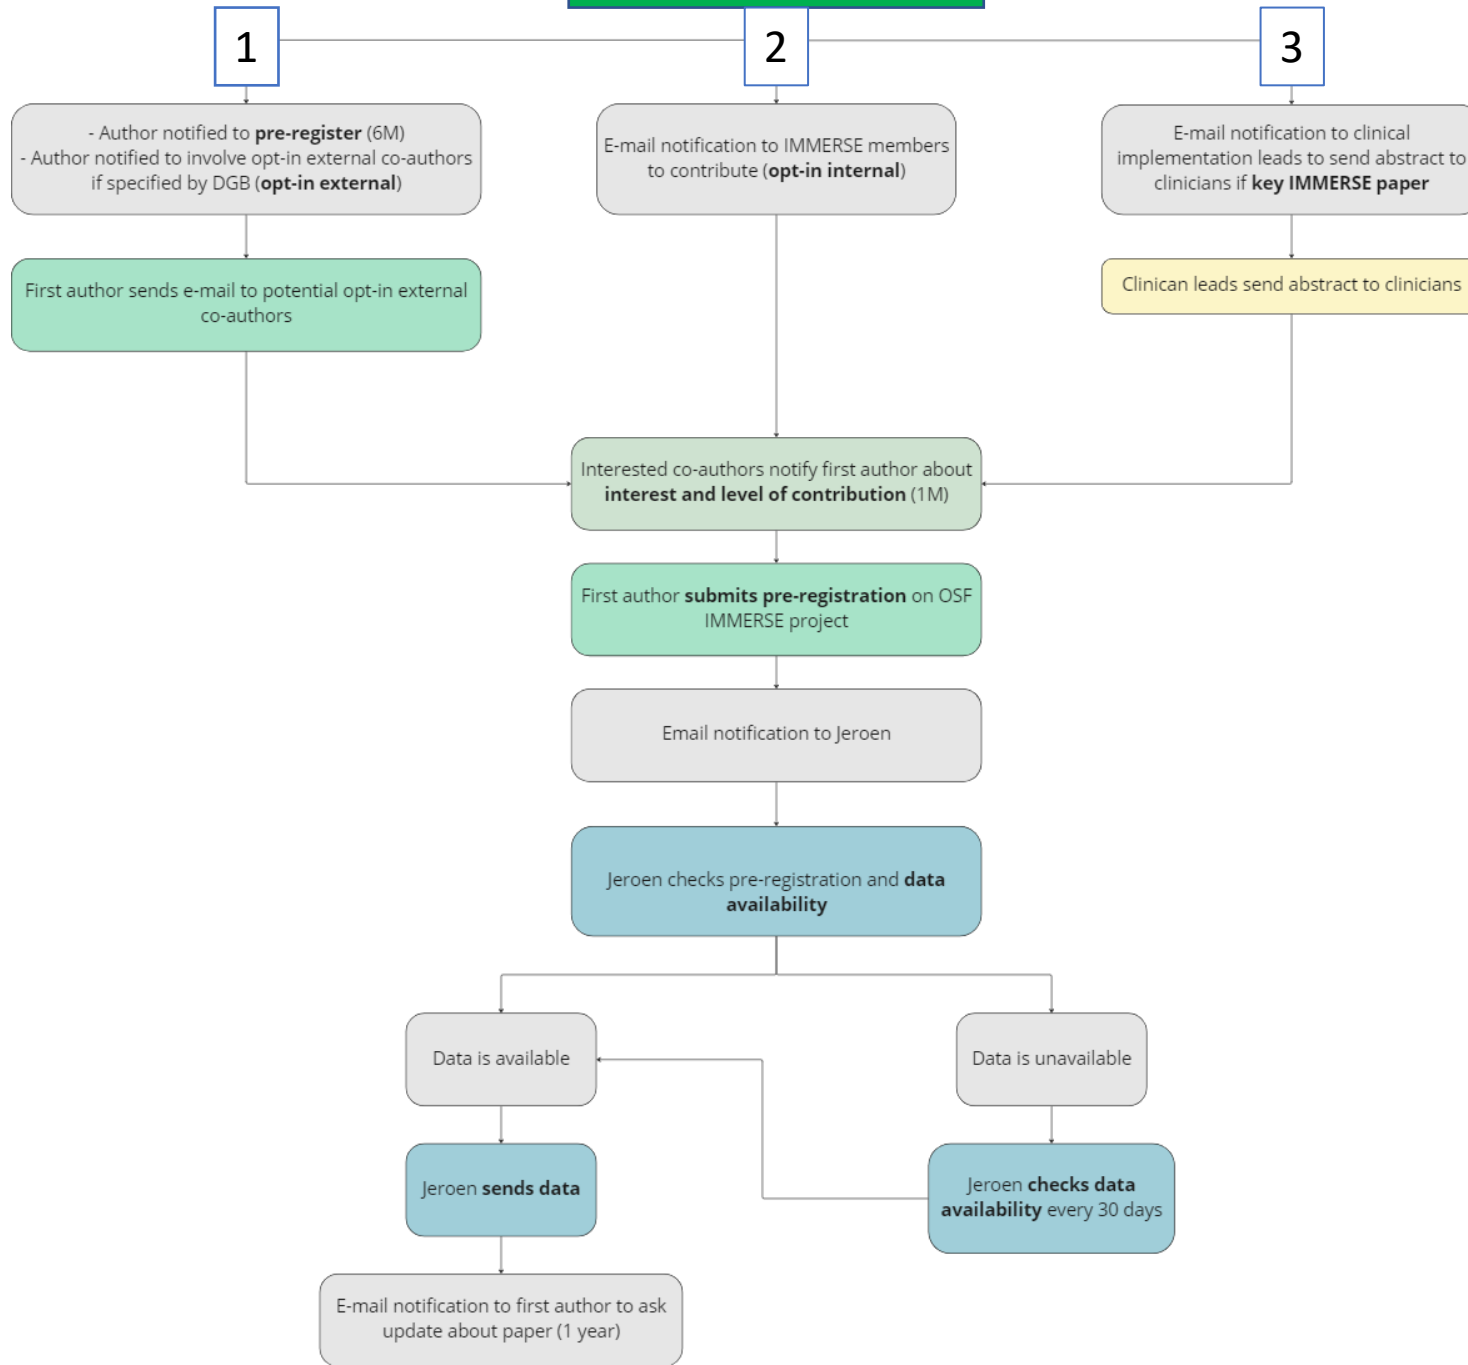 1
2
3
- Author notified to pre-register (6M)
- Author notified to involve opt-in external co-authors
if specified by DGB (opt-in external)
E-mail notification to IMMERSE members
to contribute (opt-in internal)
E-mail notification to clinical
implementation leads to send abstract to
clinicians if key IMMERSE paper
First author sends e-mail to potential opt-in external
co-authors
Clinican leads send abstract to clinicians
Interested co-authors notify first author about
interest and level of contribution (1M)
First author submits pre-registration on OSF
IMMERSE project
Email notification to Jeroen
Jeroen checks pre-registration and data
availability
Data is available
Data is unavailable
Jeroen sends data
Jeroen checks data
availability every 30 days
E-mail notification to first author to ask
update about paper (1 year)